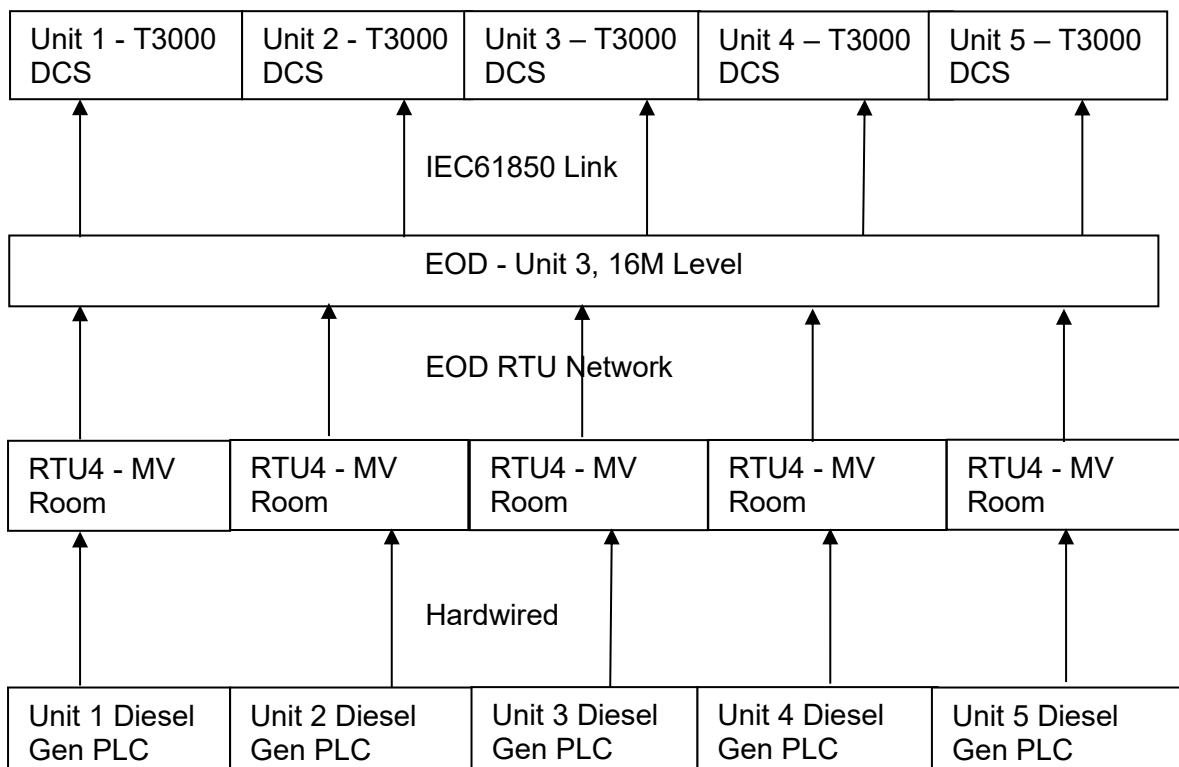 Unit 1 - T3000
DCS
Unit 2 - T3000
DCS
Unit 3 – T3000
DCS
Unit 4 – T3000
DCS
Unit 5 – T3000
DCS
IEC61850 Link
EOD - Unit 3, 16M Level
EOD RTU Network
RTU4 - MV
Room
RTU4 - MV
Room
RTU4 - MV
Room
RTU4 - MV
Room
RTU4 - MV
Room
Hardwired
Unit 1 Diesel
Gen PLC
Unit 2 Diesel
Gen PLC
Unit 3 Diesel
Gen PLC
Unit 4 Diesel
Gen PLC
Unit 5 Diesel
Gen PLC